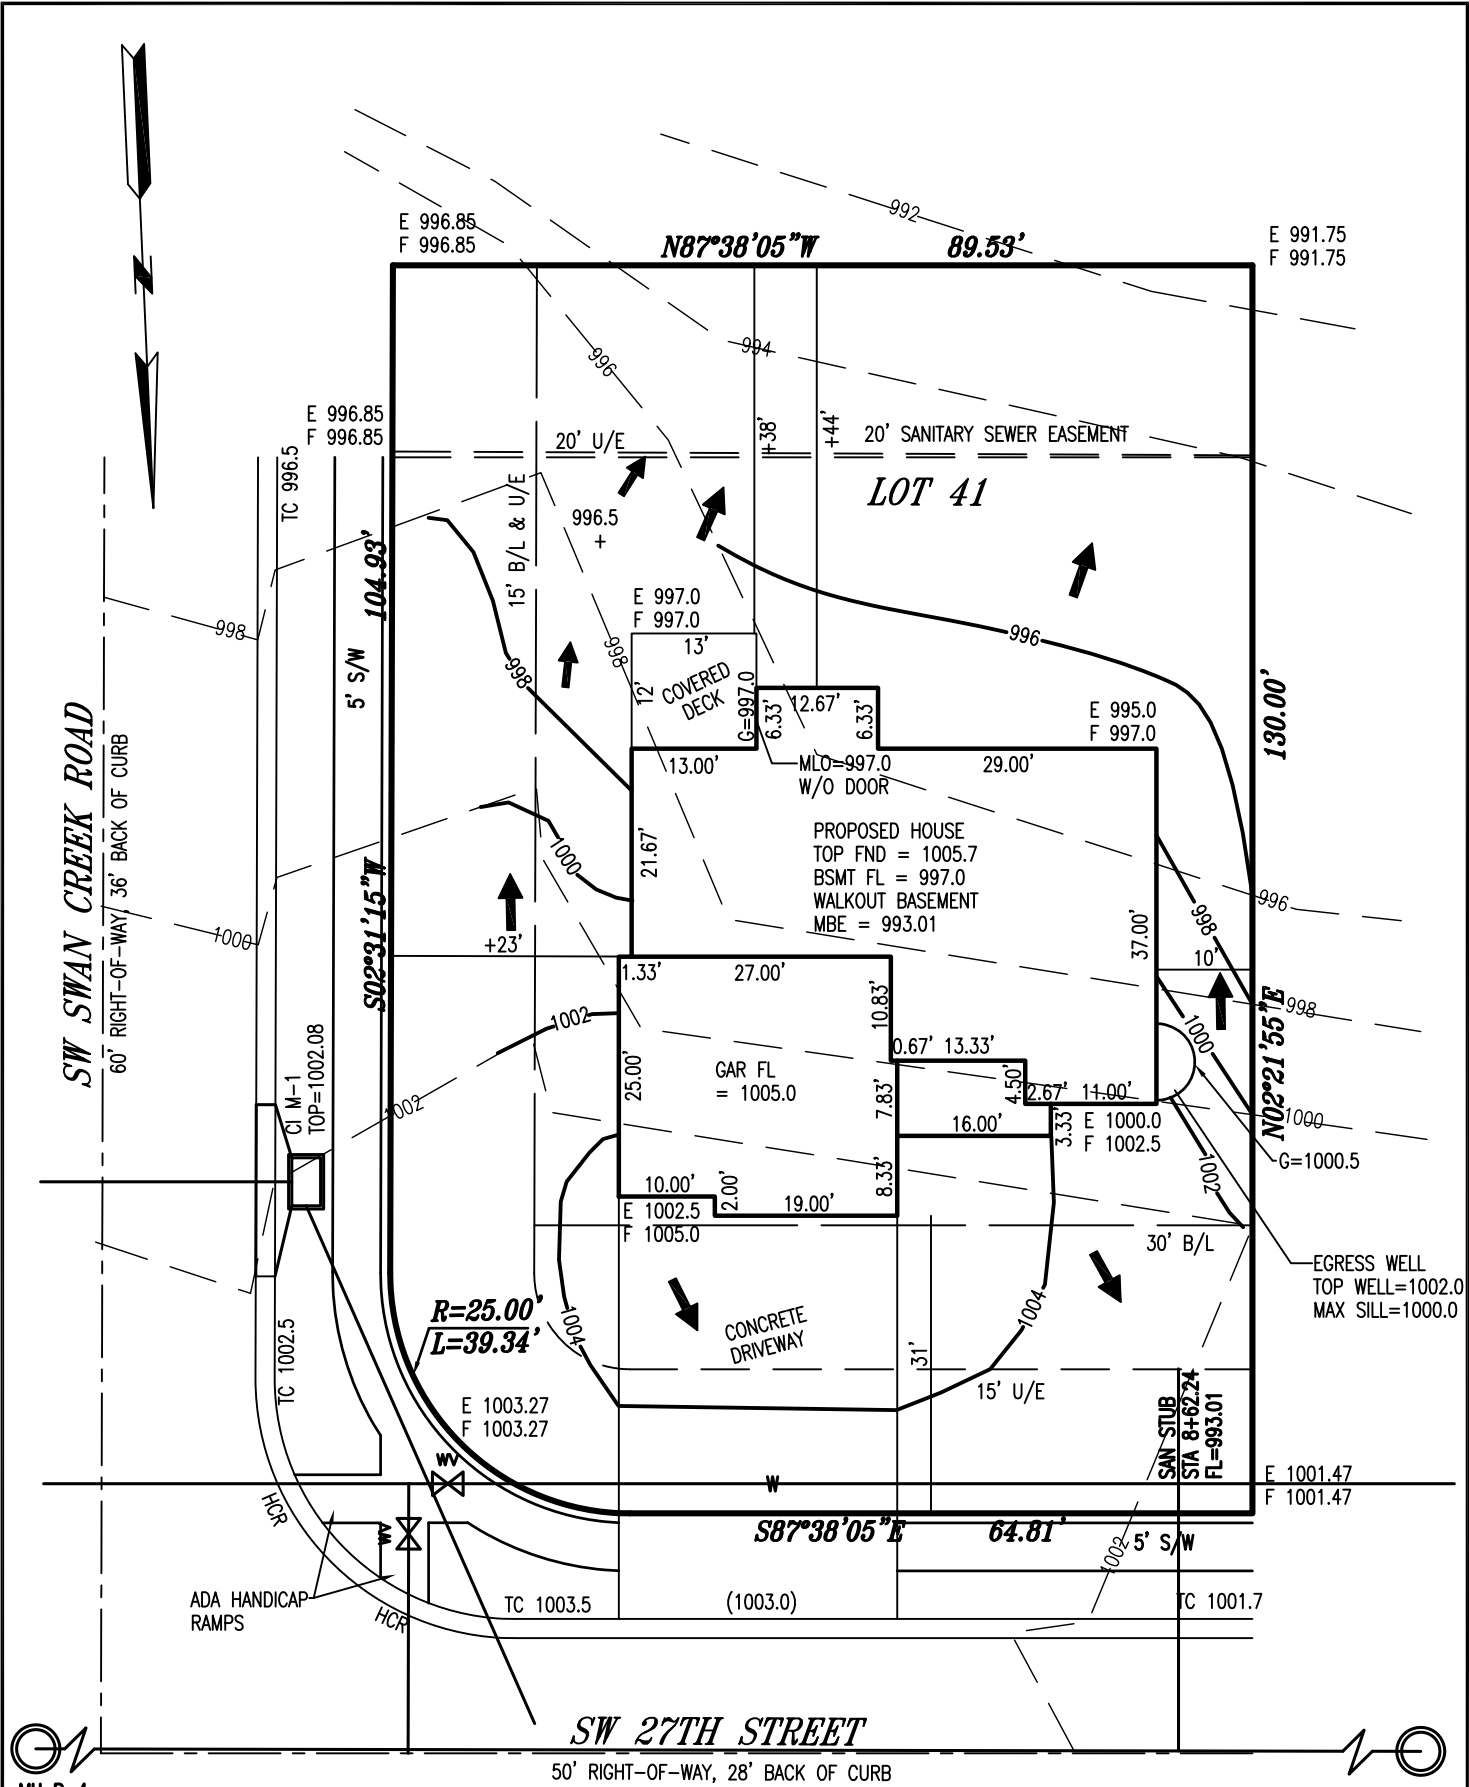 992
E 996.85
F 996.85
N87°38'05"W 89.53'
E 991.75
F 991.75
N
994
996
E 996.85
F 996.85
20' U/E
+38'
+44'
20' SANITARY SEWER EASEMENT
TC 996.5
LOT 41
15' B/L & U/E
996.5
+
104.93'
998
5' S/W
E 997.0
F 997.0
13'
12'
COVERED
DECK
998
998
996
G=997.0
6.33'
12.67'
6.33'
E 995.0
F 997.0
130.00'
13.00'
MLO=997.0
W/O DOOR
29.00'
SW SWAN CREEK ROAD
60' RIGHT-OF-WAY, 36' BACK OF CURB
1000
21.67'
PROPOSED HOUSE
TOP FND = 1005.7
BSMT FL = 997.0
WALKOUT BASEMENT
MBE = 993.01
996
998
S02°31'15"W
1000
+23'
37.00'
10'
1.33'
27.00'
10.83'
998
N02°21'55"E
1002
1000
CI M-1
TOP=1002.08
25.00'
GAR FL
= 1005.0
0.67' 13.33'
7.83'
4.50'
2.67' 11.00'
1002
3.33'
16.00'
E 1000.0
F 1002.5
1000
G=1000.5
1002
10.00'
2.00'
19.00'
8.33'
E 1002.5
F 1005.0
30' B/L
EGRESS WELL
TOP WELL=1002.0
MAX SILL=1000.0
R=25.00'
L=39.34'
1004
CONCRETE
DRIVEWAY
1004
31'
TC 1002.5
15' U/E
E 1003.27
F 1003.27
SAN STUB
STA 8+62.24
FL=993.01
WV
W
E 1001.47
F 1001.47
HCR
WV
S87°38'05"E 64.81'
1002
5' S/W
ADA HANDICAP
RAMPS
HCR
TC 1003.5
(1003.0)
TC 1001.7
SW 27TH STREET
50' RIGHT-OF-WAY, 28' BACK OF CURB